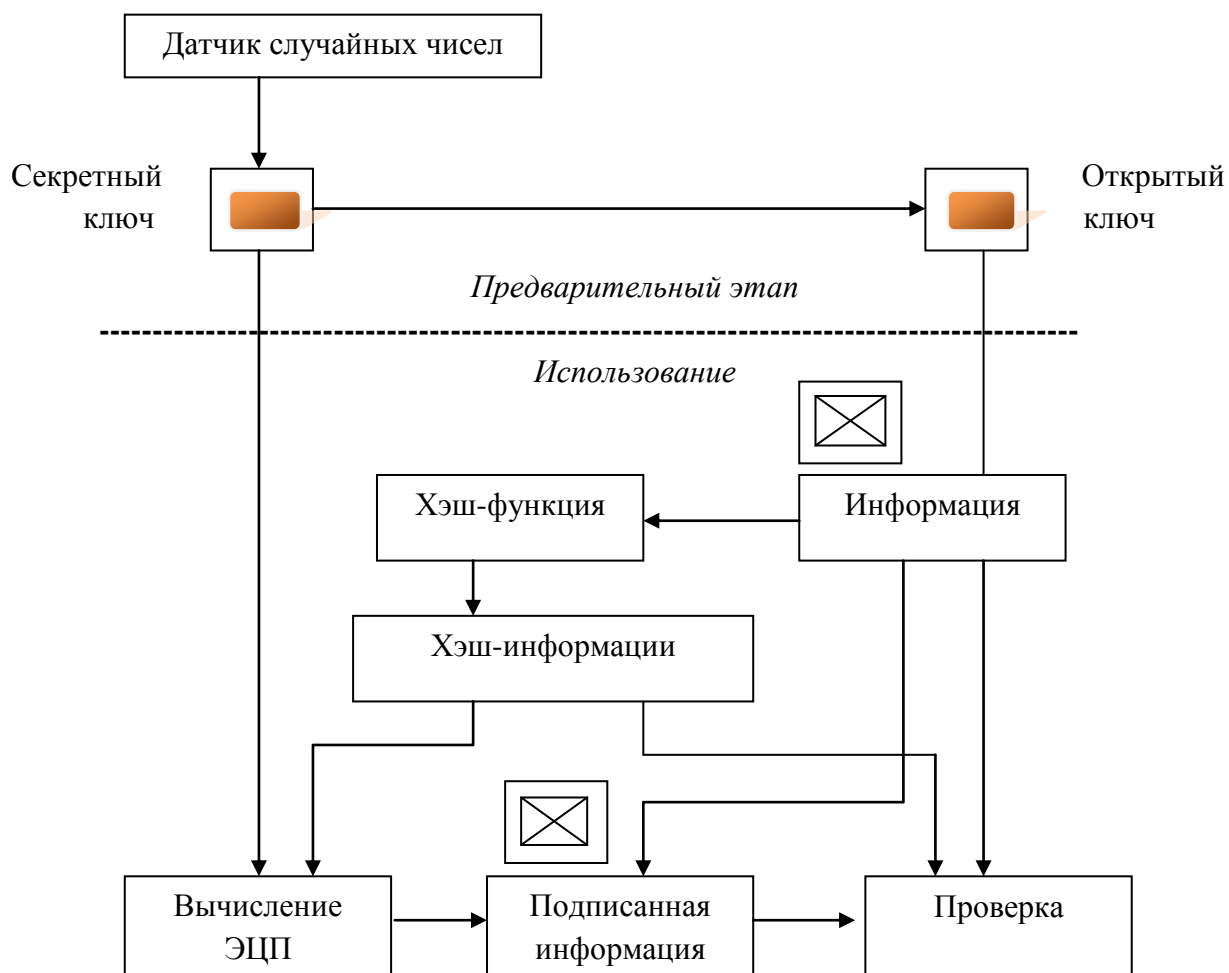 Датчик случайных чисел
Секретный
ключ
Открытый
ключ
Предварительный этап
Использование
Хэш-функция
Информация
Хэш-информации
Вычисление
ЭЦП
Подписанная
информация
Проверка